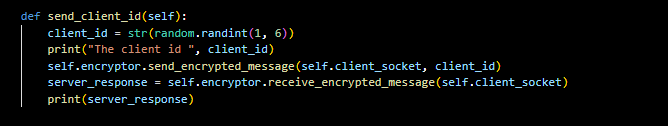 def send_client_id(self):
    client_id = str(random.randint(1, 6))
    print("The client id ", client_id)
    self.encryptor.send_encrypted_message(self.client_socket, client_id)
    server_response = self.encryptor.receive_encrypted_message(self.client_socket)
    print(server_response)